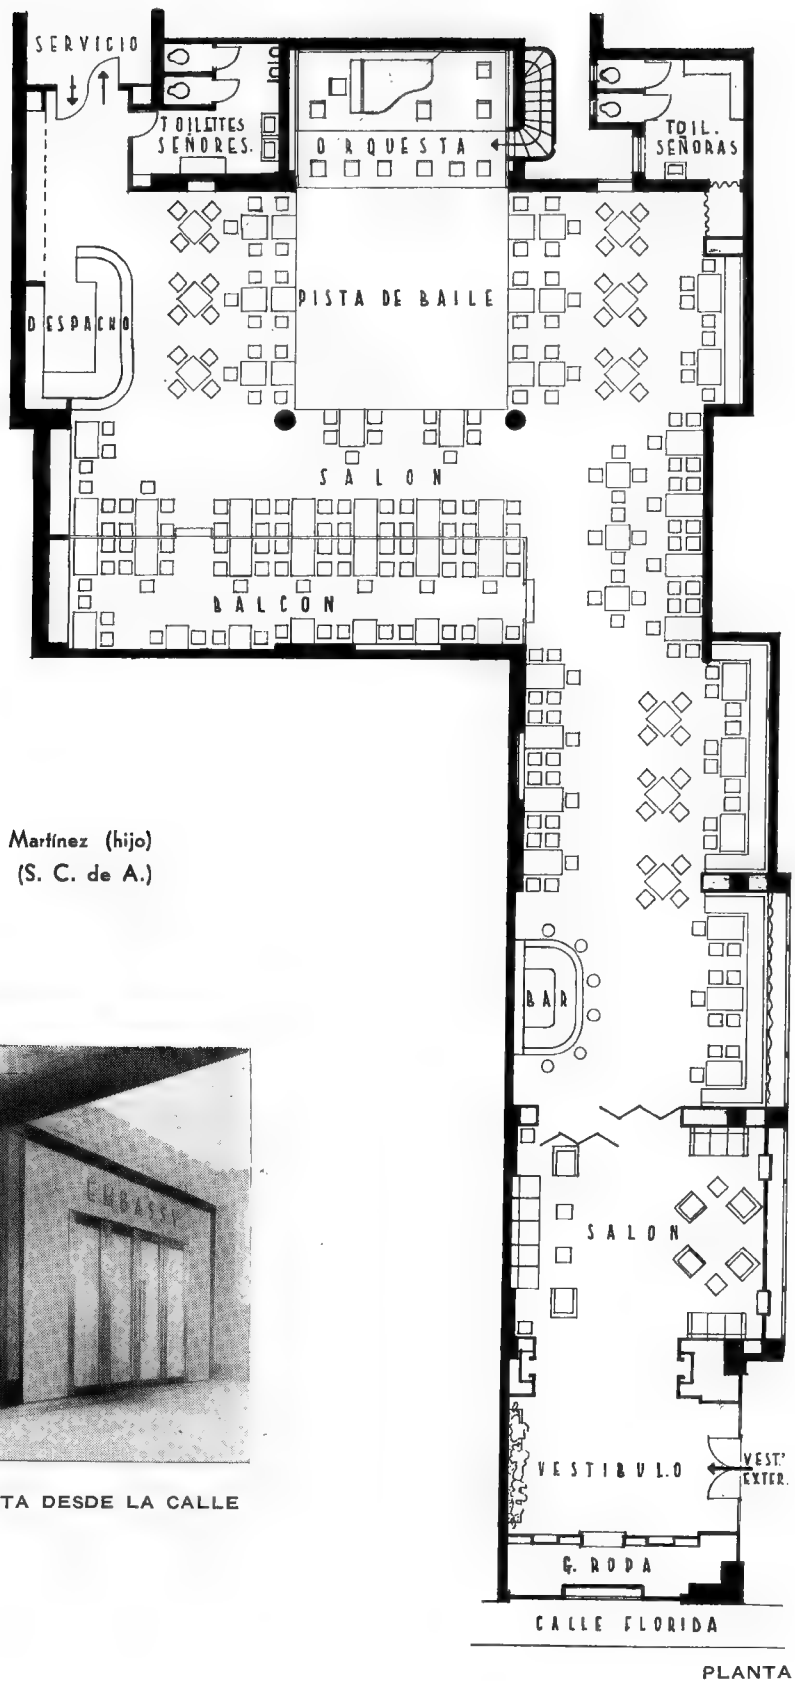 SERVICIO
TOILETTES
SEÑORES.
ORQUESTA
TOIL.
SEÑORAS
DESPACHO
PISTA DE BAILE
SALON
BALCON
Martínez (hijo)
(S. C. de A.)
BAR
EMBASSY
SALON
TA DESDE LA CALLE
VESTIBULO
VEST.º
EXTER.
G. ROPA
CALLE FLORIDA
PLANTA